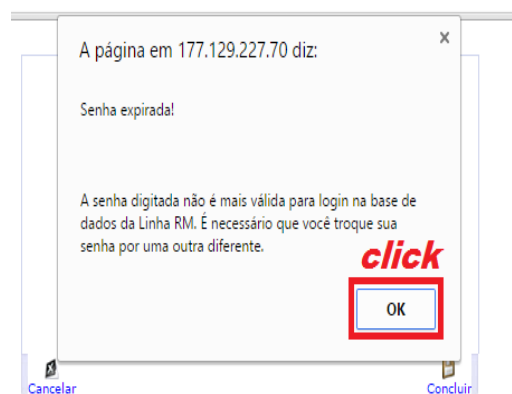 A página em 177.129.227.70 diz:
x
Senha expirada!
A senha digitada não é mais válida para login na base de
dados da Linha RM. É necessário que você troque sua
senha por uma outra diferente.
click
OK
Cancelar
Concluir